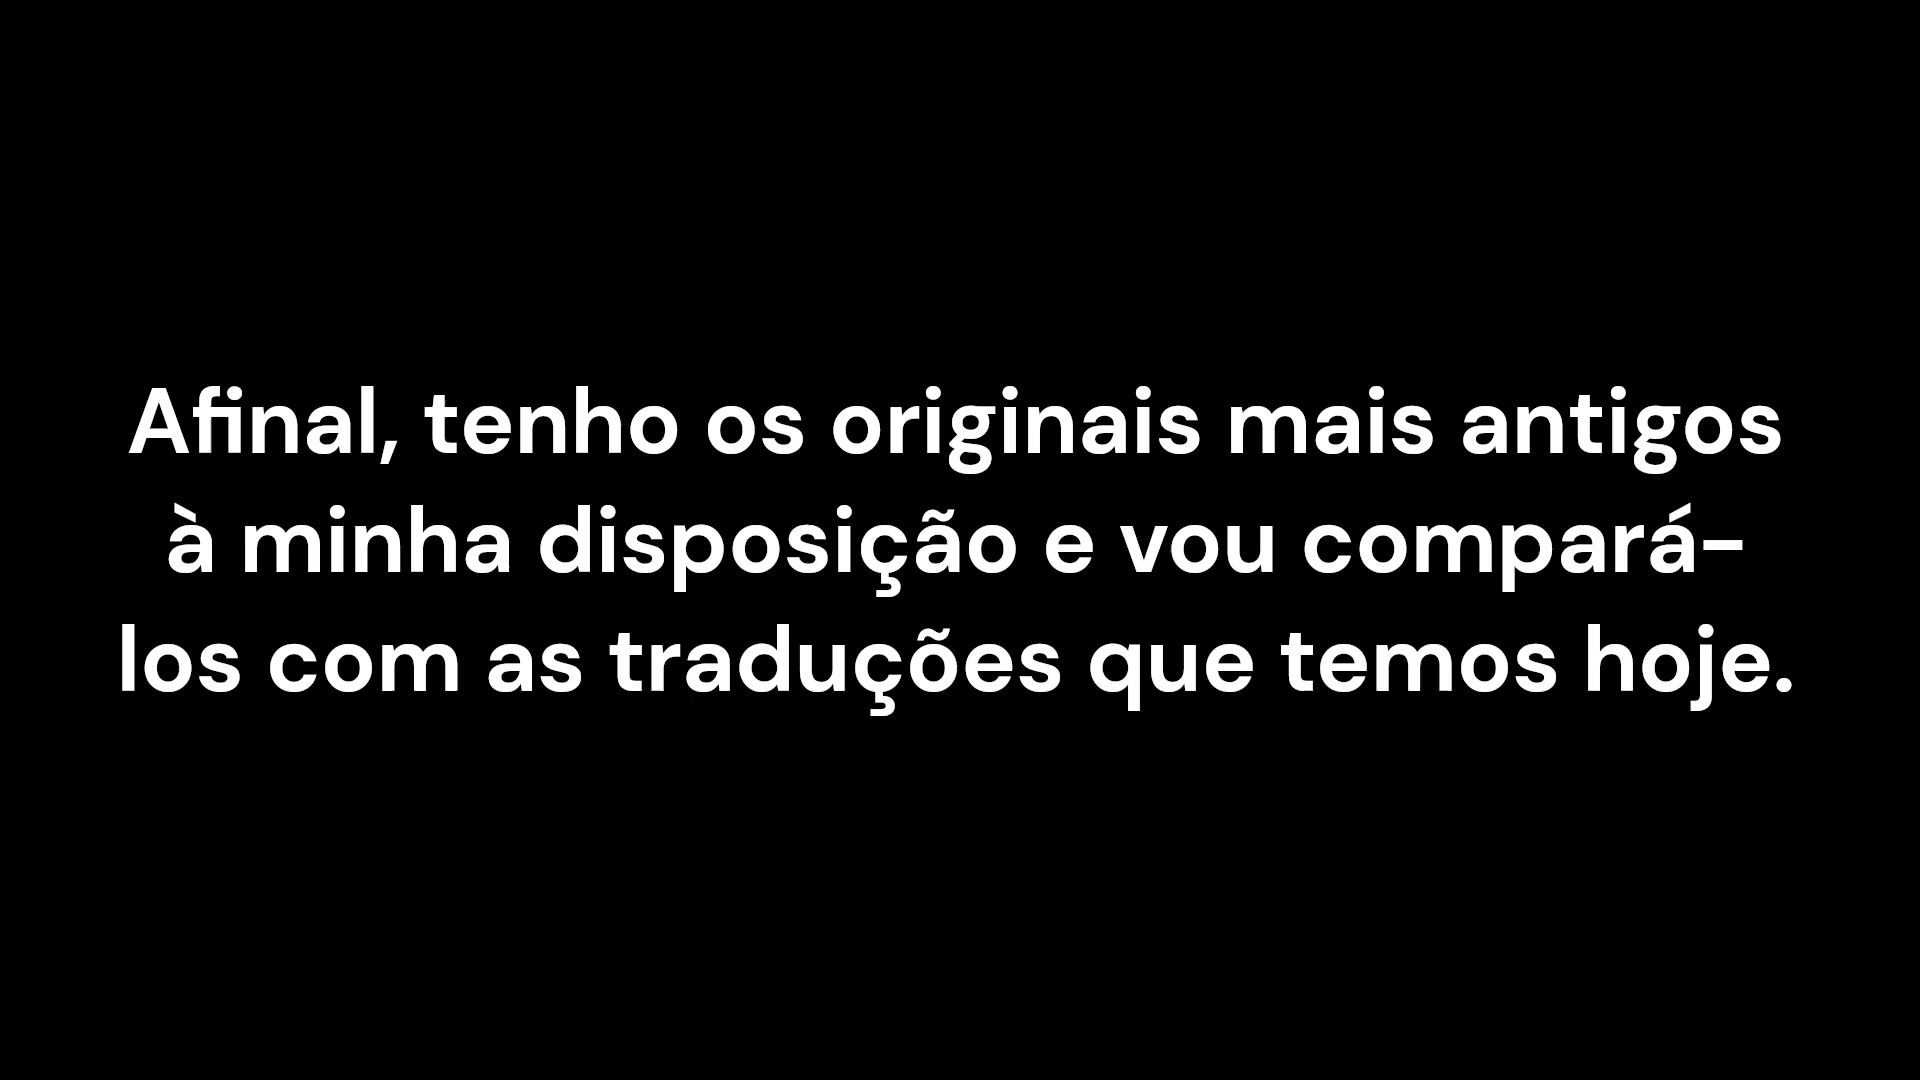 Afinal, tenho os originais mais antigos
à minha disposição e vou compará-
los com as traduções que temos hoje.